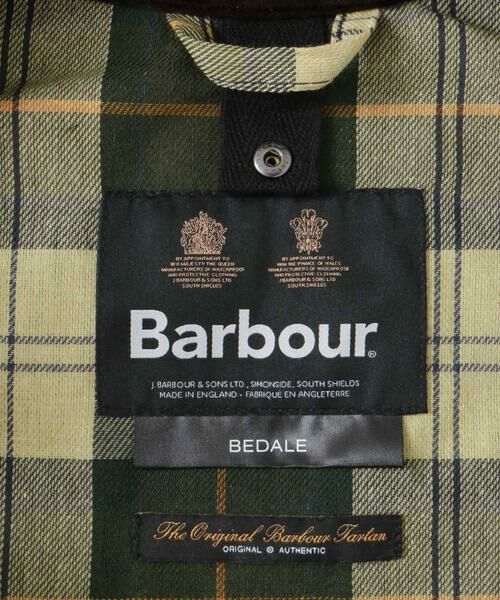 BY APPOINTMENT TO
HER MAJESTY THE QUEEN
MANUFACTURERS OF WATERPROOF
AND PROTECTIVE CLOTHING
J.BARBOUR & SONS LTD
SOUTH SHIELDS
BY APPOINTMENT TO
HRH THE PRINCE OF WALES
MANUFACTURERS OF WATERPROOF
AND PROTECTIVE CLOTHING
J.BARBOUR & SONS LTD
SOUTH SHIELDS
Barbour®
J. BARBOUR & SONS LTD., SIMONSIDE, SOUTH SHIELDS
MADE IN ENGLAND - FABRIQUÉ EN ANGLETERRE
BEDALE
The Original Barbour Tartan
ORIGINAL © AUTHENTIC